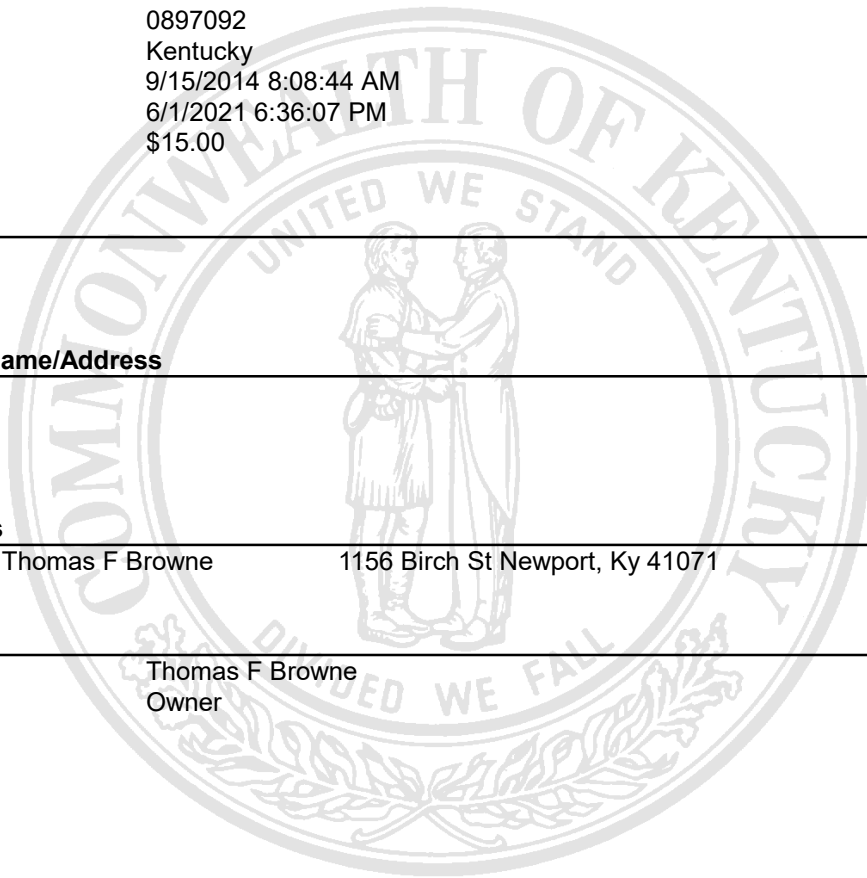 0897092
Kentucky
9/15/2014 8:08:44 AM
6/1/2021 6:36:07 PM
$15.00
COMMONWEALTH OF KENTUCKY
UNITED WE STAND
ame/Address
s
Thomas F Browne 1156 Birch St Newport, Ky 41071
Thomas F Browne
Owner
DIVIDED WE FALL